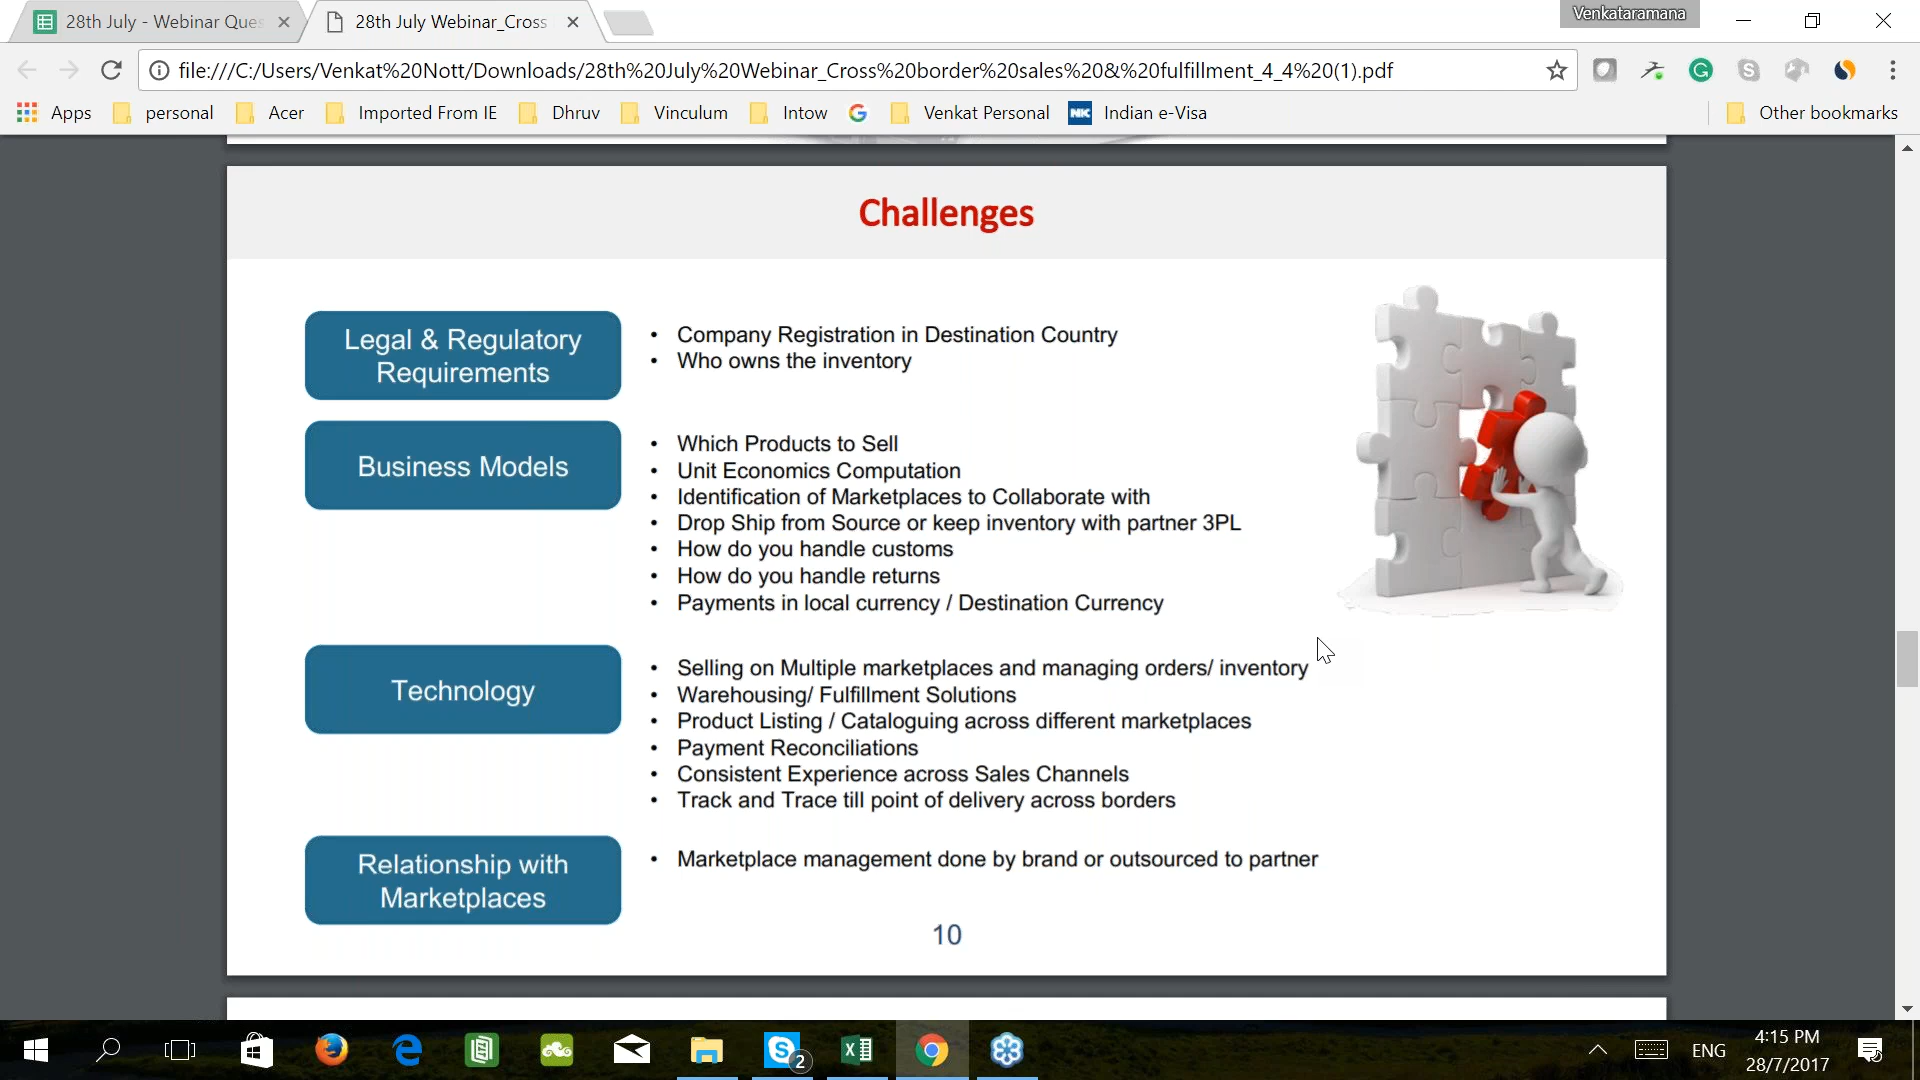 28th July - Webinar Ques
28th July Webinar_Cross
Venkataramana
file:///C:/Users/Venkat%20Nott/Downloads/28th%20July%20Webinar_Cross%20border%20sales%20&%20fulfillment_4_4%20(1).pdf
Apps personal Acer Imported From IE Dhruv Vinculum Intow G Venkat Personal NIC Indian e-Visa Other bookmarks
Challenges
Legal & Regulatory
Requirements
• Company Registration in Destination Country
• Who owns the inventory
Business Models
• Which Products to Sell
• Unit Economics Computation
• Identification of Marketplaces to Collaborate with
• Drop Ship from Source or keep inventory with partner 3PL
• How do you handle customs
• How do you handle returns
• Payments in local currency / Destination Currency
Technology
• Selling on Multiple marketplaces and managing orders/ inventory
• Warehousing/ Fulfillment Solutions
• Product Listing / Cataloguing across different marketplaces
• Payment Reconciliations
• Consistent Experience across Sales Channels
• Track and Trace till point of delivery across borders
Relationship with
Marketplaces
• Marketplace management done by brand or outsourced to partner
10
2
ENG
4:15 PM
28/7/2017